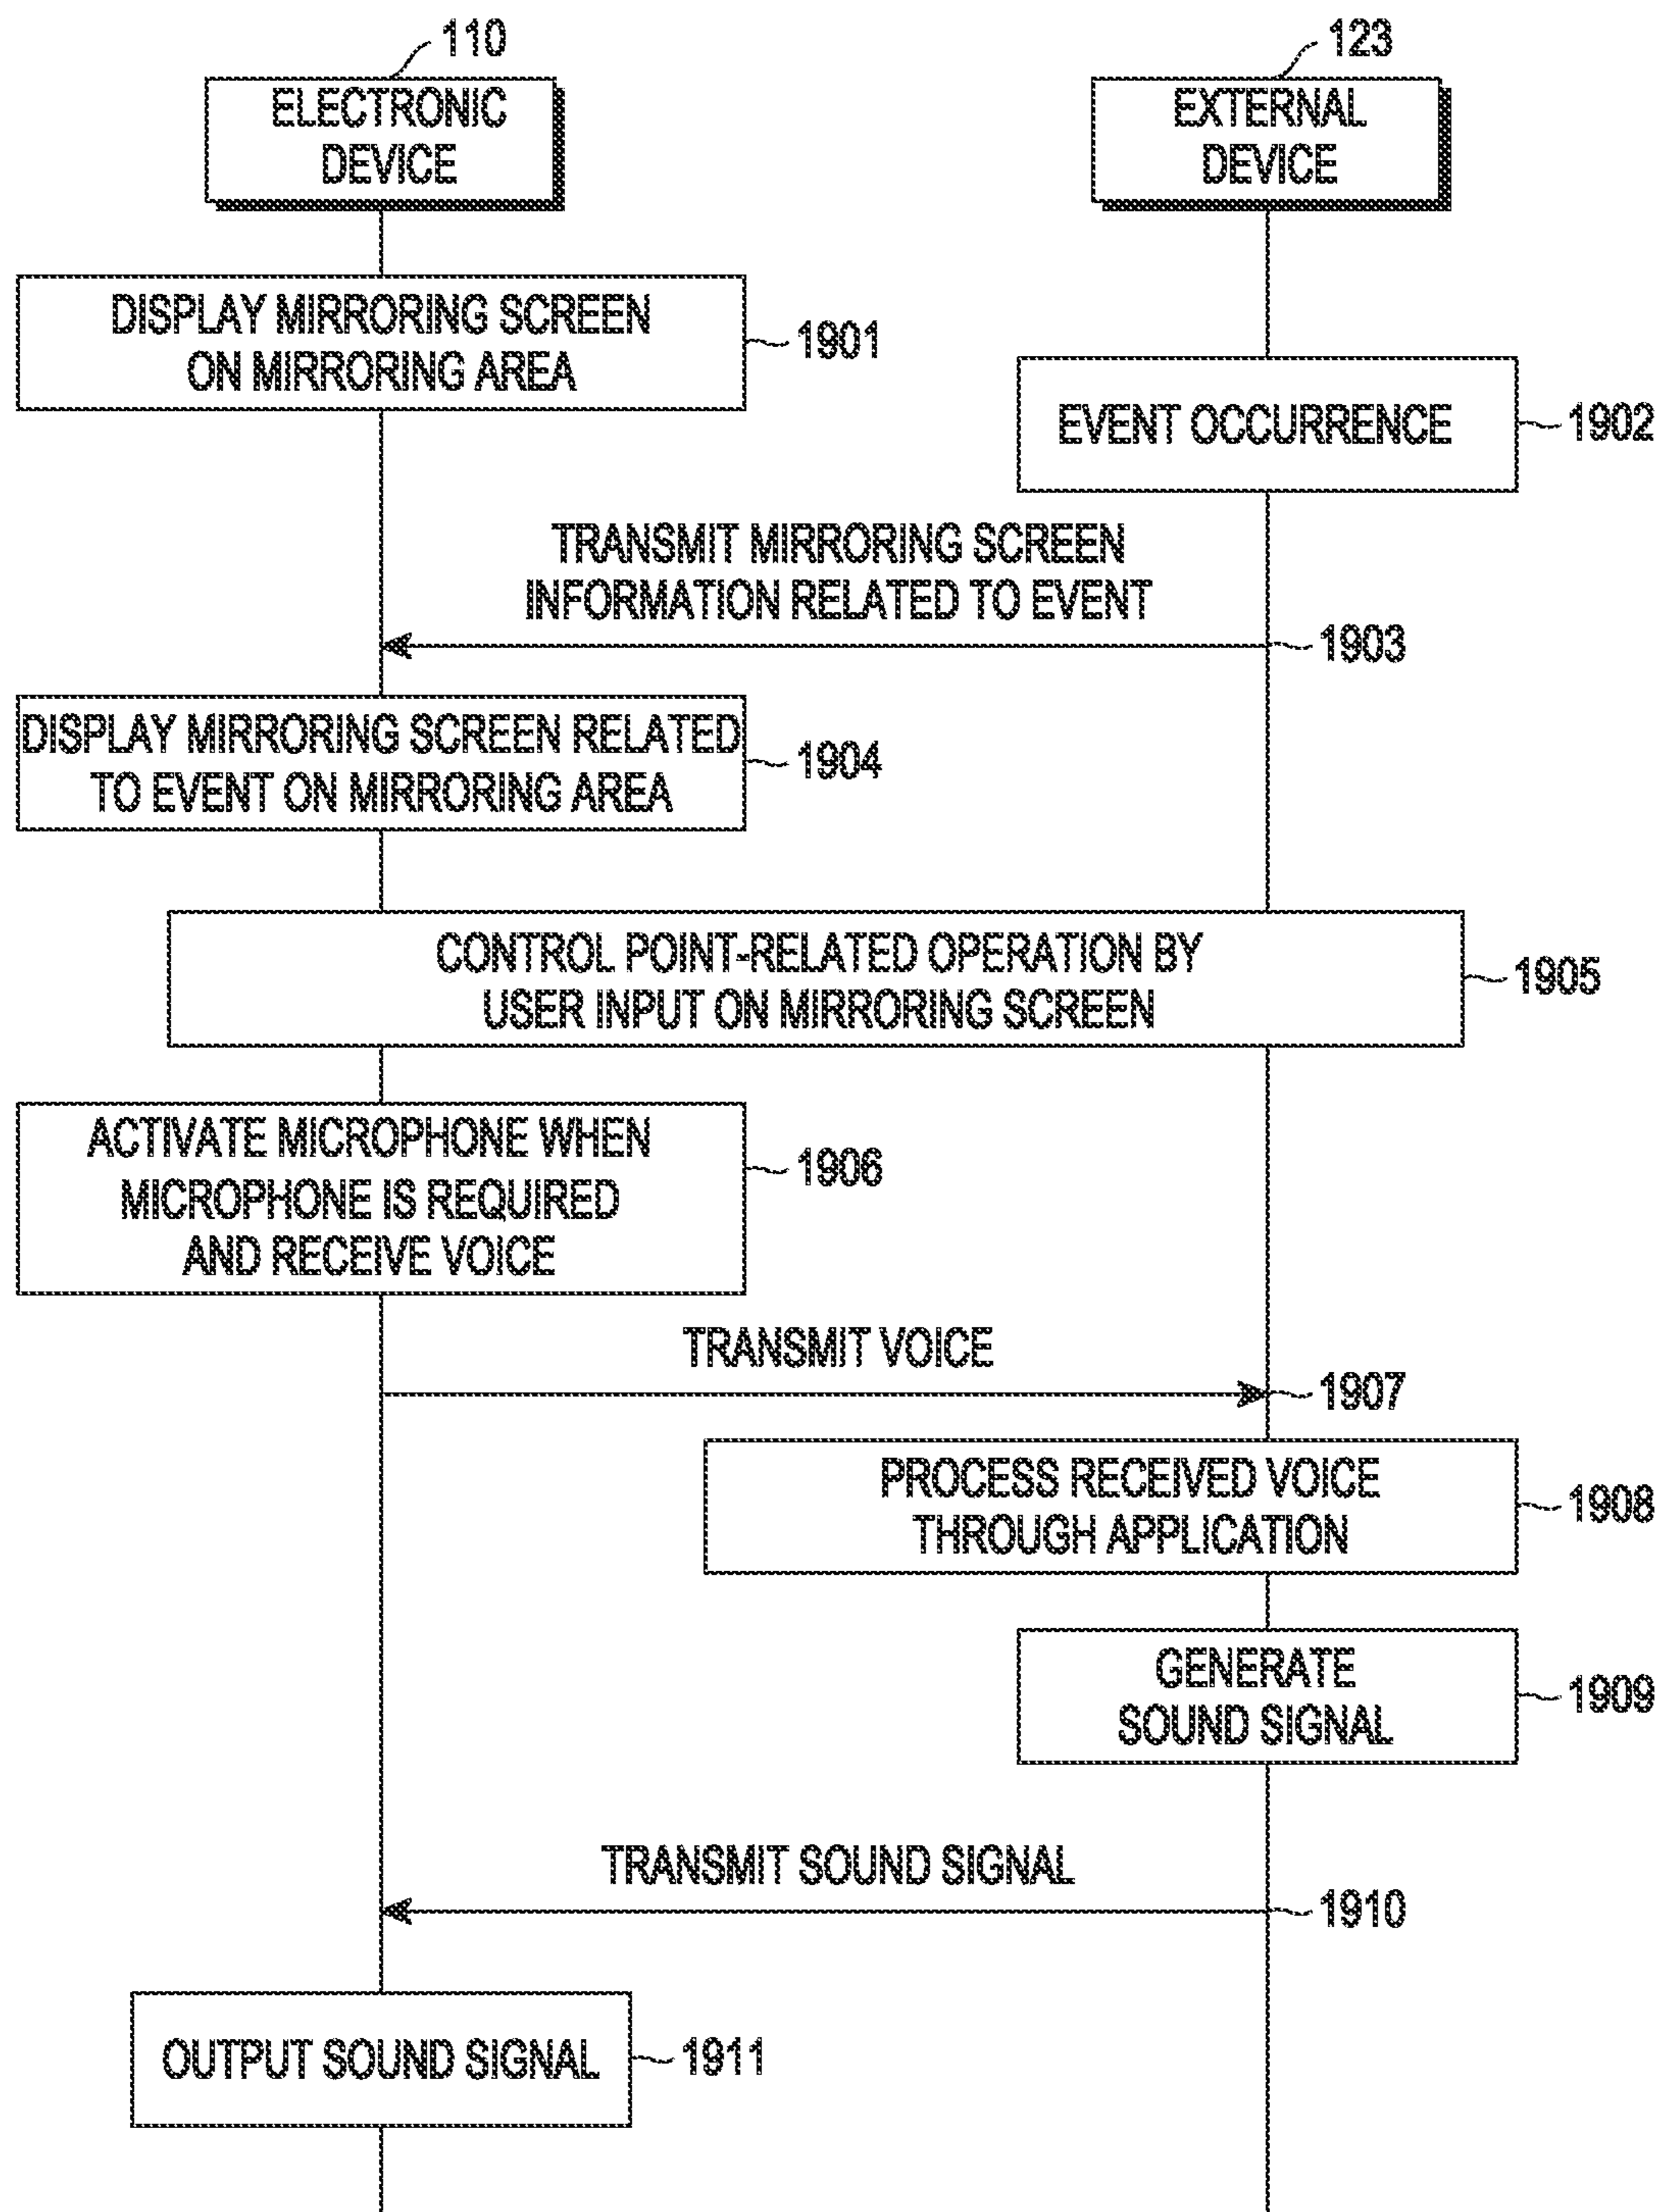 110
123
ELECTRONIC
DEVICE
EXTERNAL
DEVICE
DISPLAY MIRRORING SCREEN
ON MIRRORING AREA
1901
EVENT OCCURRENCE
1902
TRANSMIT MIRRORING SCREEN
INFORMATION RELATED TO EVENT
1903
DISPLAY MIRRORING SCREEN RELATED
TO EVENT ON MIRRORING AREA
1904
CONTROL POINT-RELATED OPERATION BY
USER INPUT ON MIRRORING SCREEN
1905
ACTIVATE MICROPHONE WHEN
MICROPHONE IS REQUIRED
AND RECEIVE VOICE
1906
TRANSMIT VOICE
1907
PROCESS RECEIVED VOICE
THROUGH APPLICATION
1908
GENERATE
SOUND SIGNAL
1909
TRANSMIT SOUND SIGNAL
1910
OUTPUT SOUND SIGNAL
1911